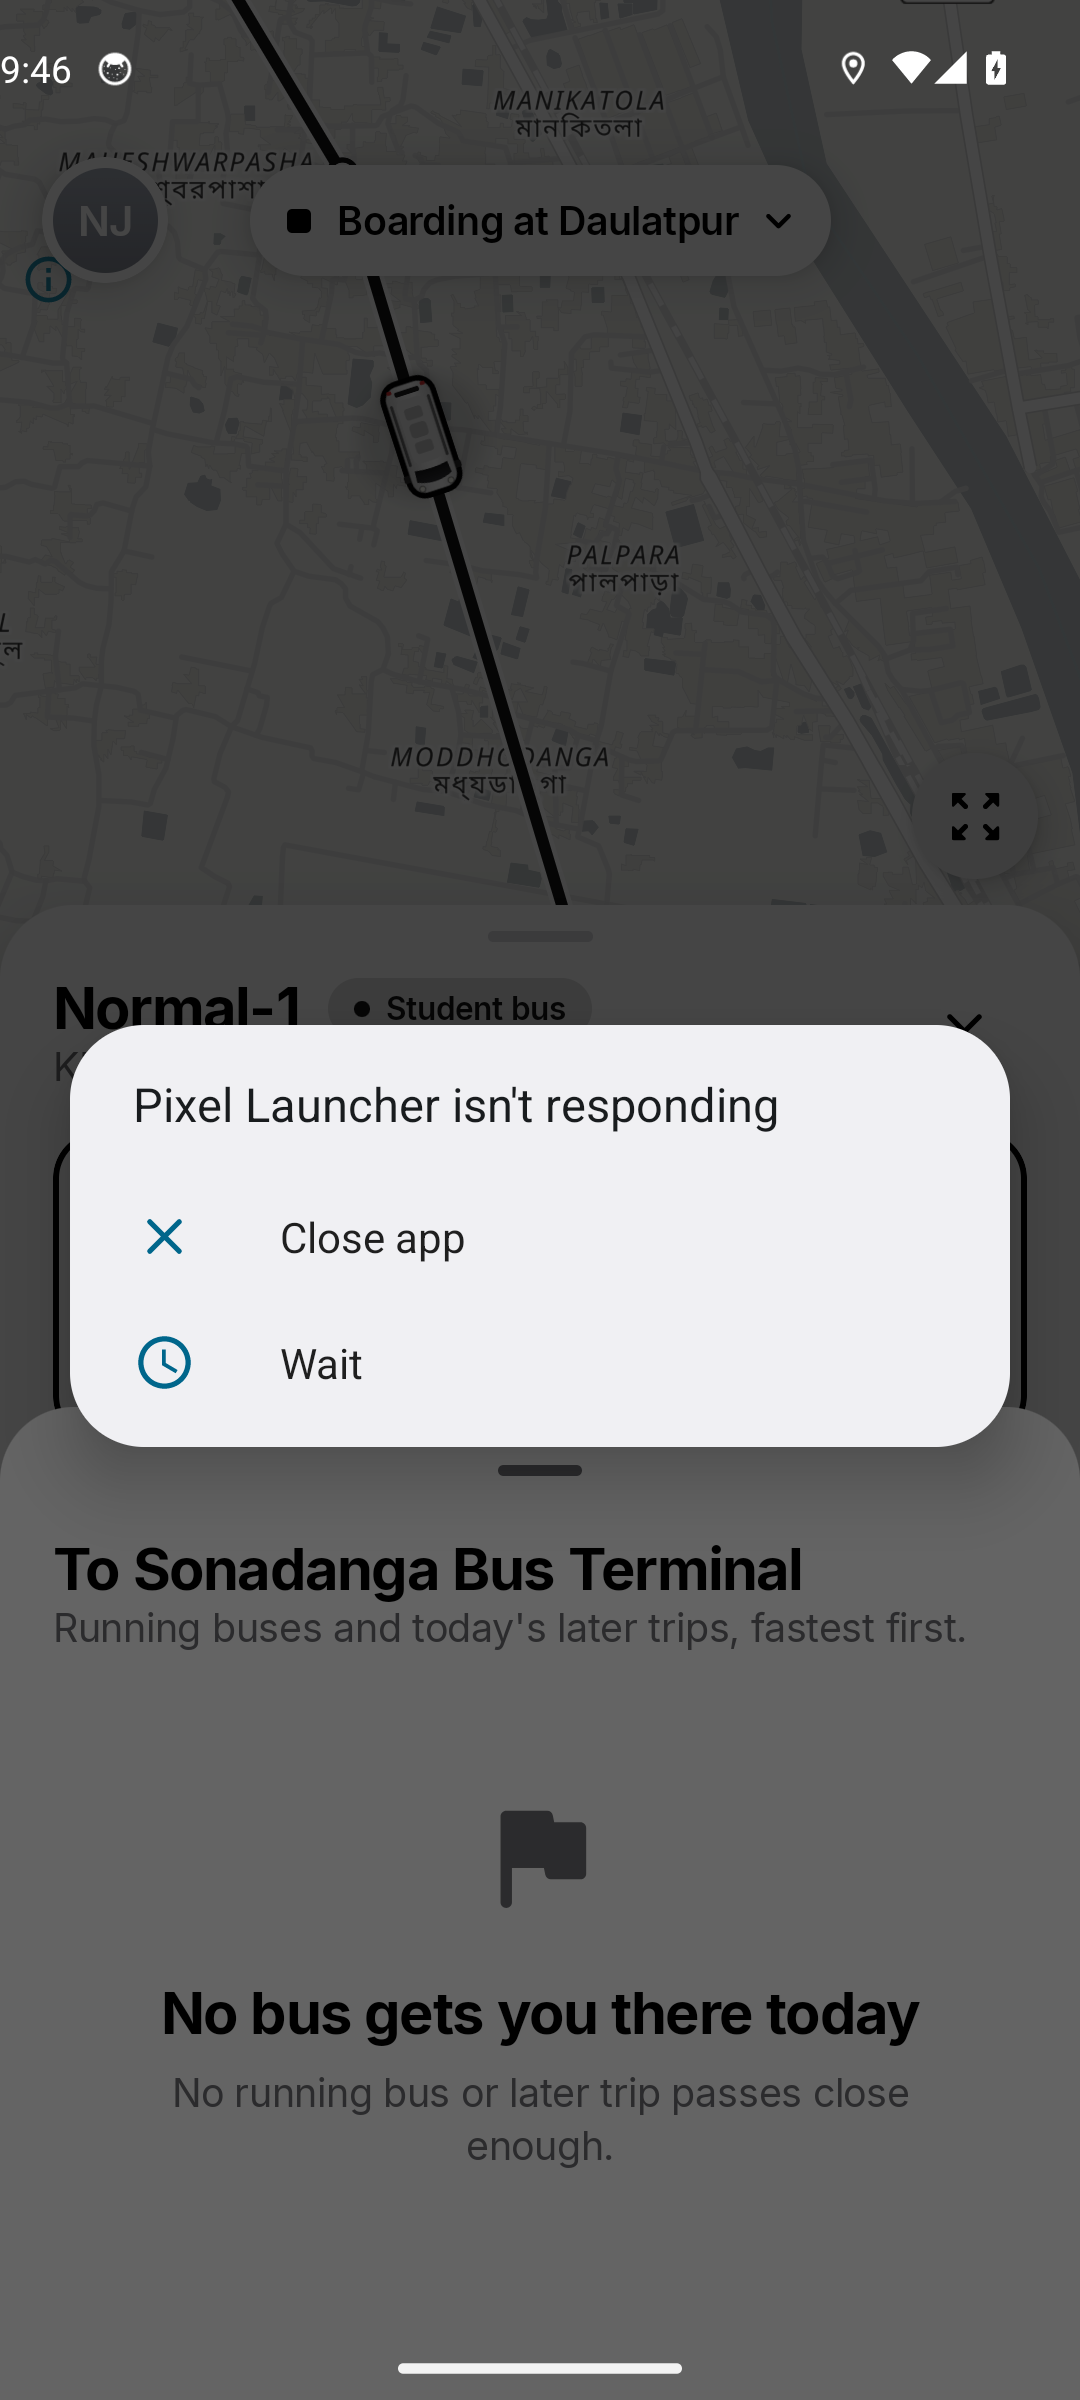 9:46
MANIKATOLA
মানিকতলা
NJ
Boarding at Daulatpur
PALPARA
পালপাড়া
Normal-1
Student bus
Pixel Launcher isn't responding
Close app
Wait
To Sonadanga Bus Terminal
Running buses and today's later trips, fastest first.
No bus gets you there today
No running bus or later trip passes close
enough.